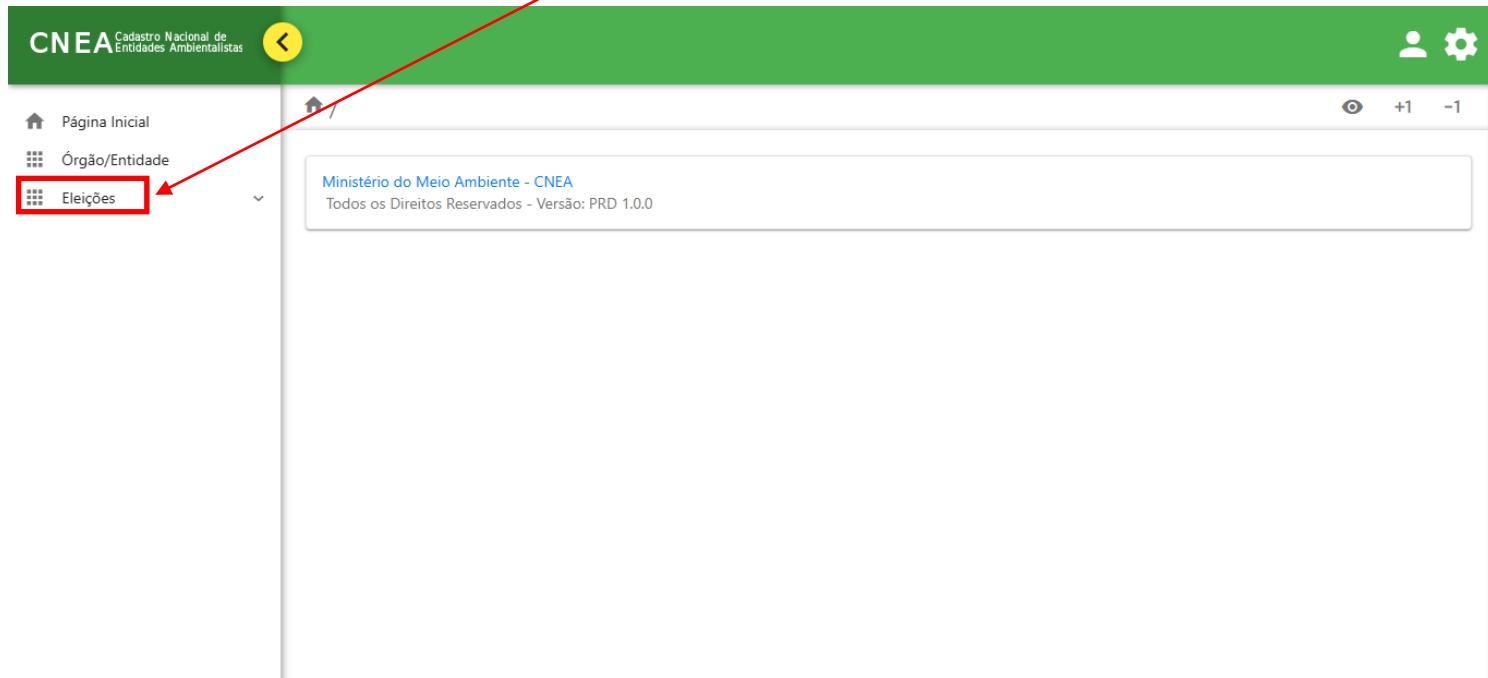 CNEA Cadastro Nacional de
Entidades Ambientalistas
Página Inicial
Órgão/Entidade
Eleições
/
+1 -1
Ministério do Meio Ambiente - CNEA
Todos os Direitos Reservados - Versão: PRD 1.0.0